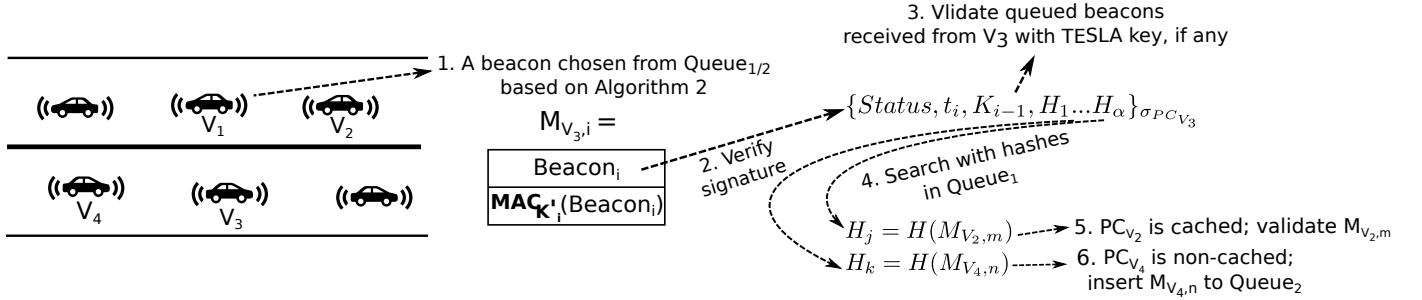 3. Vlidate queued beacons
received from V3 with TESLA key, if any
1. A beacon chosen from Queue1/2
based on Algorithm 2
V1
V2
V4
V3
MV3,i =
Beaconi
MACK'i(Beaconi)
2. Verify
signature
{Status, ti, Ki−1, H1...Hα}σPCV3
4. Search with hashes
in Queue1
Hj = H(MV2,m)
5. PCV2 is cached; validate MV2,m
Hk = H(MV4,n)
6. PCV4 is non-cached;
insert MV4,n to Queue2